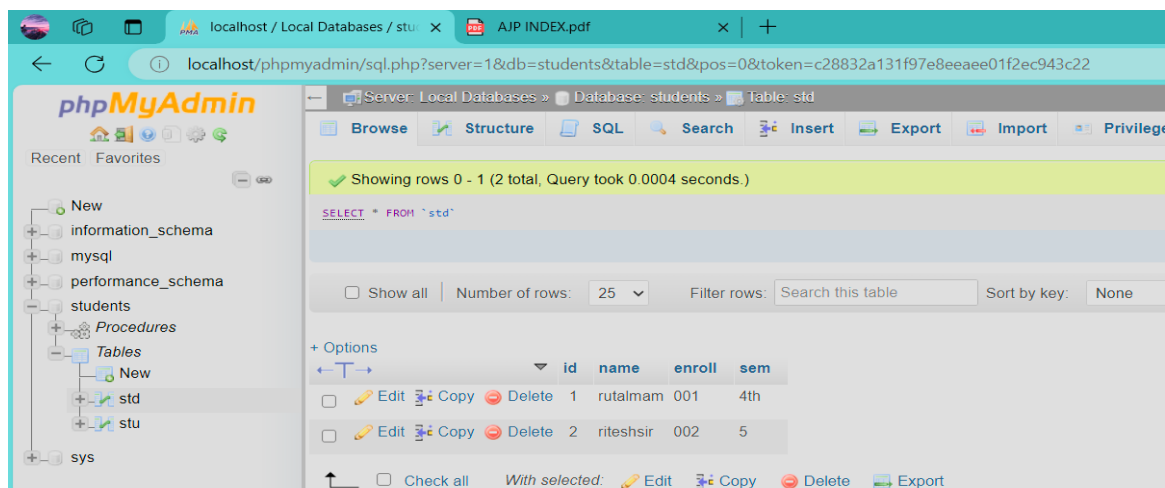 localhost / Local Databases / stu
AJP INDEX.pdf
localhost/phpmyadmin/sql.php?server=1&db=students&table=std&pos=0&token=c28832a131f97e8eeaee01f2ec943c22
phpMyAdmin
Recent Favorites
New
information_schema
mysql
performance_schema
students
Procedures
Tables
New
std
stu
sys
Server: Local Databases » Database: students » Table: std
Browse Structure SQL Search Insert Export Import Privilege
Showing rows 0 - 1 (2 total, Query took 0.0004 seconds.)
SELECT * FROM `std`
Show all Number of rows: 25 Filter rows: Search this table Sort by key: None
+ Options
id name enroll sem
Edit Copy Delete 1 rutalmam 001 4th
Edit Copy Delete 2 riteshsir 002 5
Check all With selected: Edit Copy Delete Export